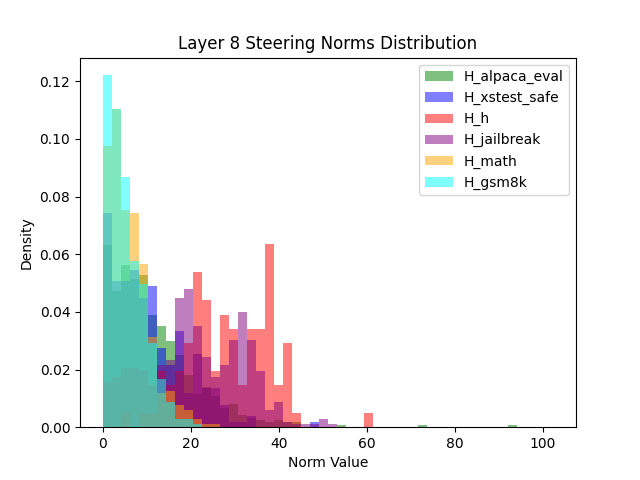 Layer 8 Steering Norms Distribution
0.12
0.10
0.08
0.06
0.04
0.02
0.00
Density
H_alpaca_eval
H_xstest_safe
H_h
H_jailbreak
H_math
H_gsm8k
0 20 40 60 80 100
Norm Value